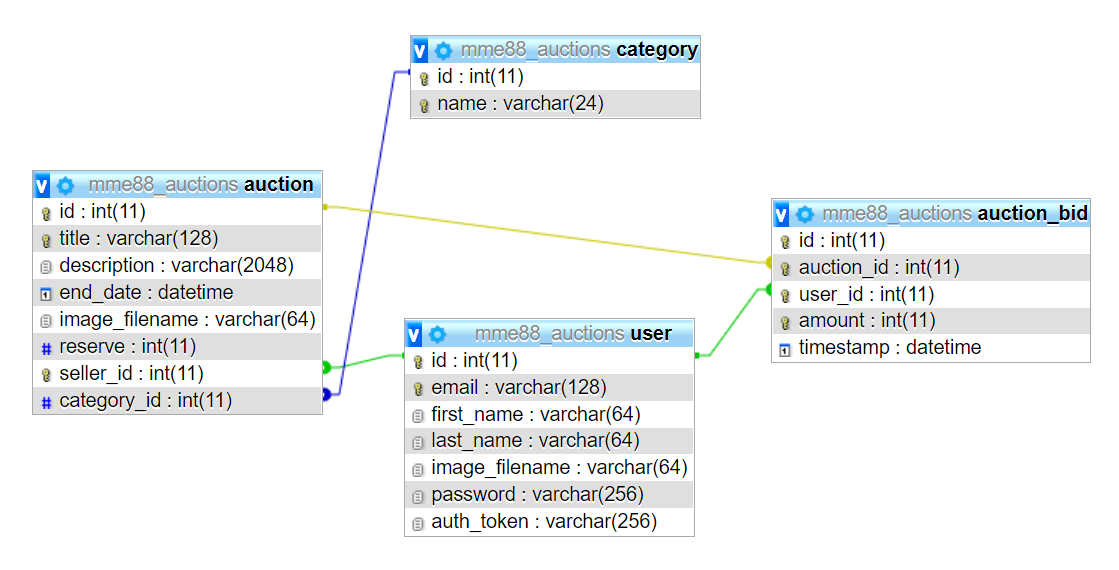 mme88_auctions category
id : int(11)
name : varchar(24)
mme88_auctions auction
id : int(11)
title : varchar(128)
description : varchar(2048)
end_date : datetime
image_filename : varchar(64)
reserve : int(11)
seller_id : int(11)
category_id : int(11)
mme88_auctions user
id : int(11)
email : varchar(128)
first_name : varchar(64)
last_name : varchar(64)
image_filename : varchar(64)
password : varchar(256)
auth_token : varchar(256)
mme88_auctions auction_bid
id : int(11)
auction_id : int(11)
user_id : int(11)
amount : int(11)
timestamp : datetime